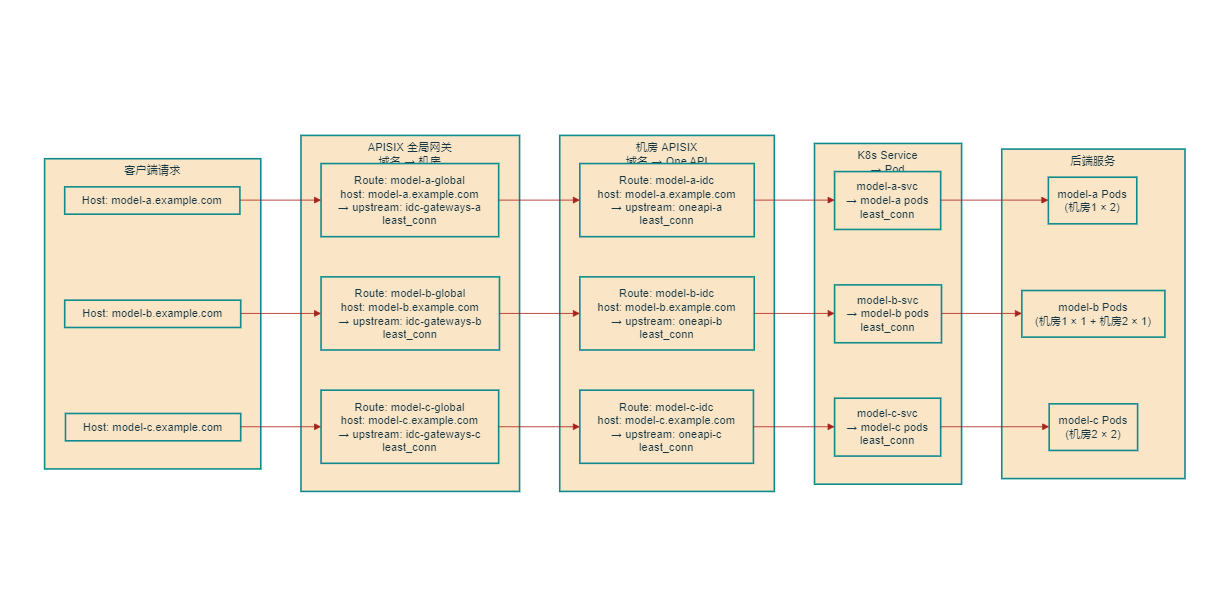 客户端请求
Host: model-a.example.com
Host: model-b.example.com
Host: model-c.example.com
APISIX 全局网关
域名 → 机房
Route: model-a-global
host: model-a.example.com
→ upstream: idc-gateways-a
least_conn
Route: model-b-global
host: model-b.example.com
→ upstream: idc-gateways-b
least_conn
Route: model-c-global
host: model-c.example.com
→ upstream: idc-gateways-c
least_conn
机房 APISIX
域名 → One API
Route: model-a-idc
host: model-a.example.com
→ upstream: oneapi-a
least_conn
Route: model-b-idc
host: model-b.example.com
→ upstream: oneapi-b
least_conn
Route: model-c-idc
host: model-c.example.com
→ upstream: oneapi-c
least_conn
K8s Service
→ Pod
model-a-svc
→ model-a pods
least_conn
model-b-svc
→ model-b pods
least_conn
model-c-svc
→ model-c pods
least_conn
后端服务
model-a Pods
(机房1 × 2)
model-b Pods
(机房1 × 1 + 机房2 × 1)
model-c Pods
(机房2 × 2)